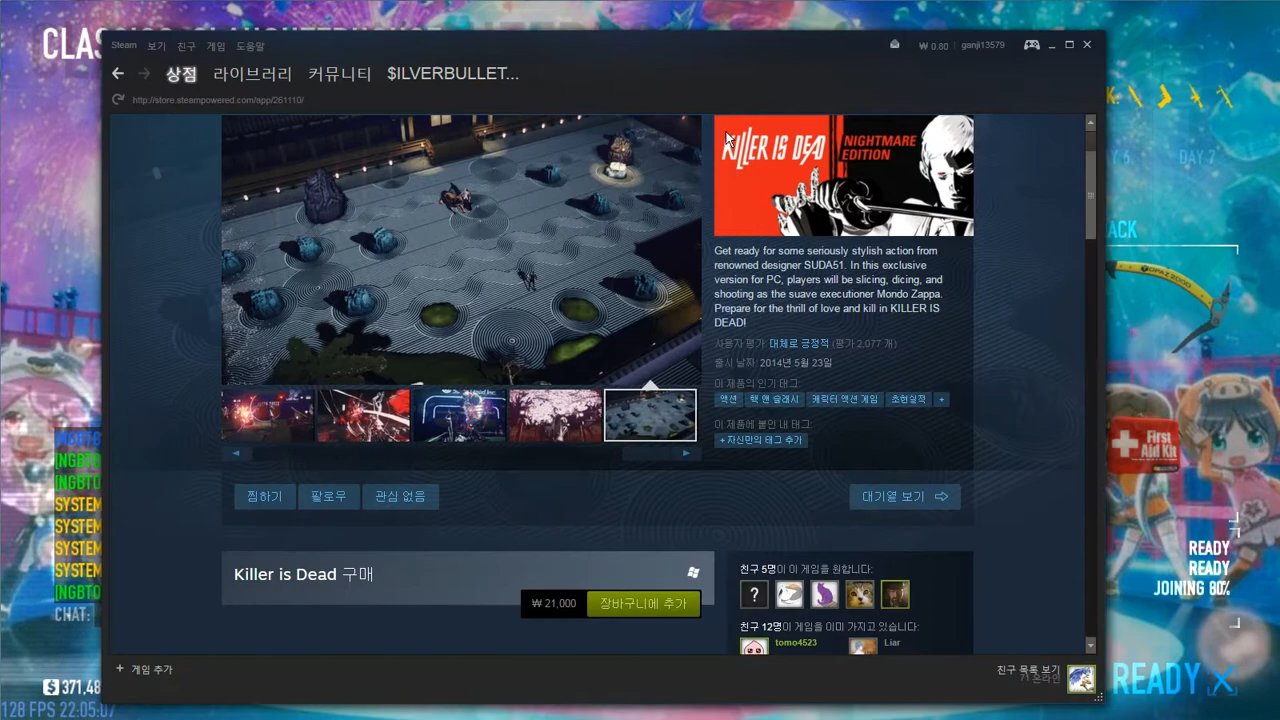 Steam 보기 친구 게임 도움말
₩ 0.80 ganji13579
상점 라이브러리 커뮤니티 $ILVERBULLET...
http://store.steampowered.com/app/261110/
KILLER IS DEAD NIGHTMARE EDITION
Get ready for some seriously stylish action from
renowned designer SUDA51. In this exclusive
version for PC, players will be slicing, dicing, and
shooting as the suave executioner Mondo Zappa.
Prepare for the thrill of love and kill in KILLER IS
DEAD!
사용자 평가: 대체로 긍정적 (평가 2,077 개)
출시 날짜: 2014년 5월 23일
이 제품의 인기 태그:
액션 핵 앤 슬래시 캐릭터 액션 게임 초현실적 +
이 제품에 붙인 내 태그:
+ 자신만의 태그 추가
찜하기 팔로우 관심 없음 대기열 보기
Killer is Dead 구매
₩ 21,000 장바구니에 추가
친구 5명이 이 게임을 원합니다:
?
친구 12명이 게임을 이미 가지고 있습니다:
tomo4523 Liar
+ 게임 추가
친구 목록 보기
71 온라인
DAY 7
ACK
TOPAZ 2000
First
Aid Kit
[NGBTO
[NGBTO
SYSTEM
SYSTEM
SYSTEM
SYSTEM
[NGBTO
CHAT:
READY
READY
JOINING 80%
$ 371,48
128 FPS 22:05:07
READY